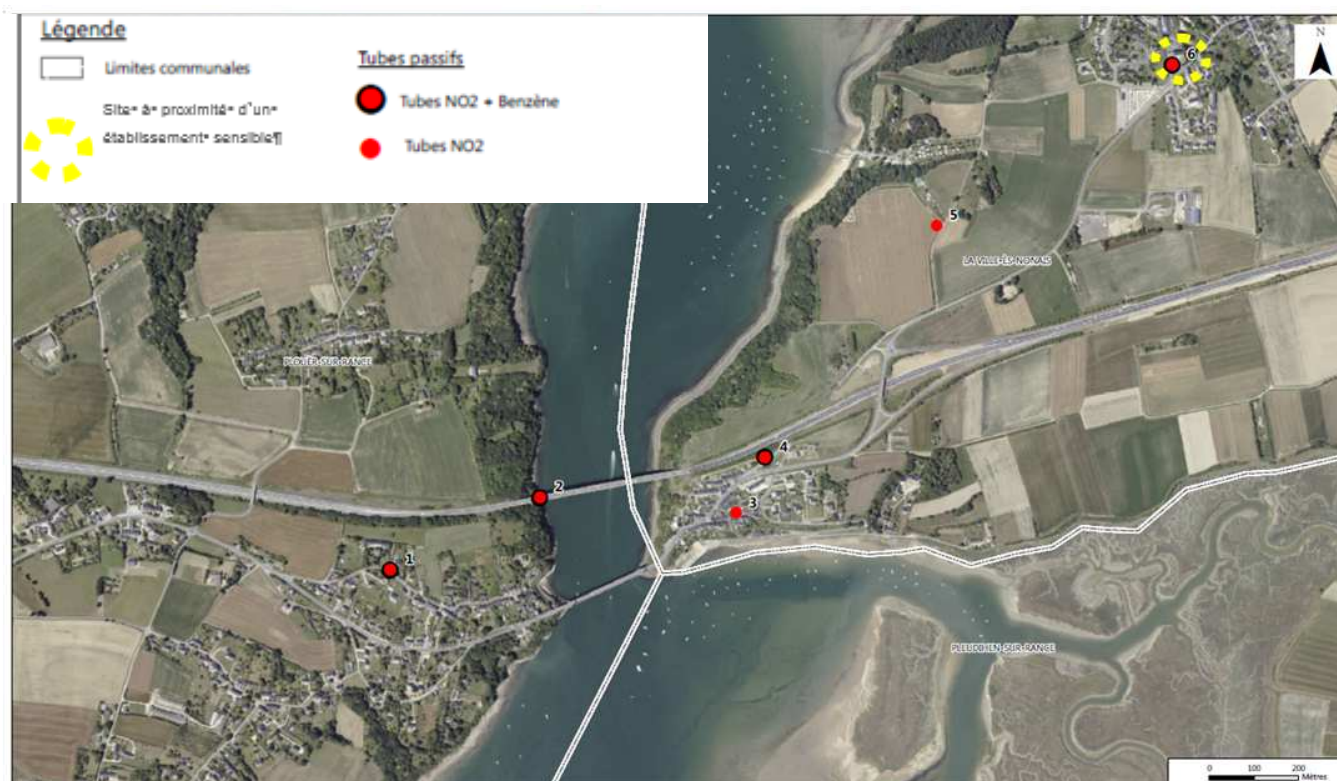 Légende
Limites communales
Site▫ à▫ proximité▫ d'un▫
établissement▫ sensible¶
Tubes passifs
Tubes NO2 + Benzène
Tubes NO2
N
6
5
LA VILLE-ÈS-NONAIS
PLOUËR-SUR-RANCE
4
2
3
1
PLEUDIHEN-SUR-RANCE
0 100 200
Mètres